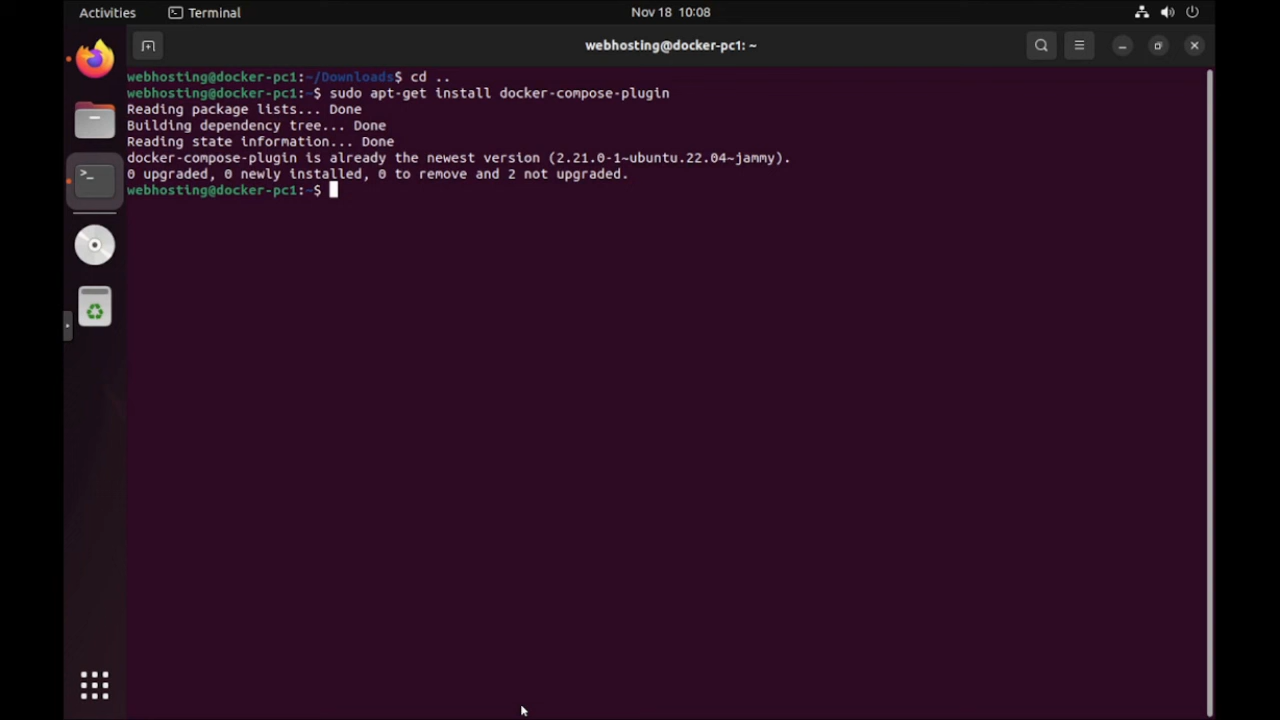 Activities
Terminal
Nov 18 10:08
webhosting@docker-pc1: ~
webhosting@docker-pc1:~/Downloads$ cd ..
webhosting@docker-pc1:~$ sudo apt-get install docker-compose-plugin
Reading package lists... Done
Building dependency tree... Done
Reading state information... Done
docker-compose-plugin is already the newest version (2.21.0-1~ubuntu.22.04~jammy).
0 upgraded, 0 newly installed, 0 to remove and 2 not upgraded.
webhosting@docker-pc1:~$